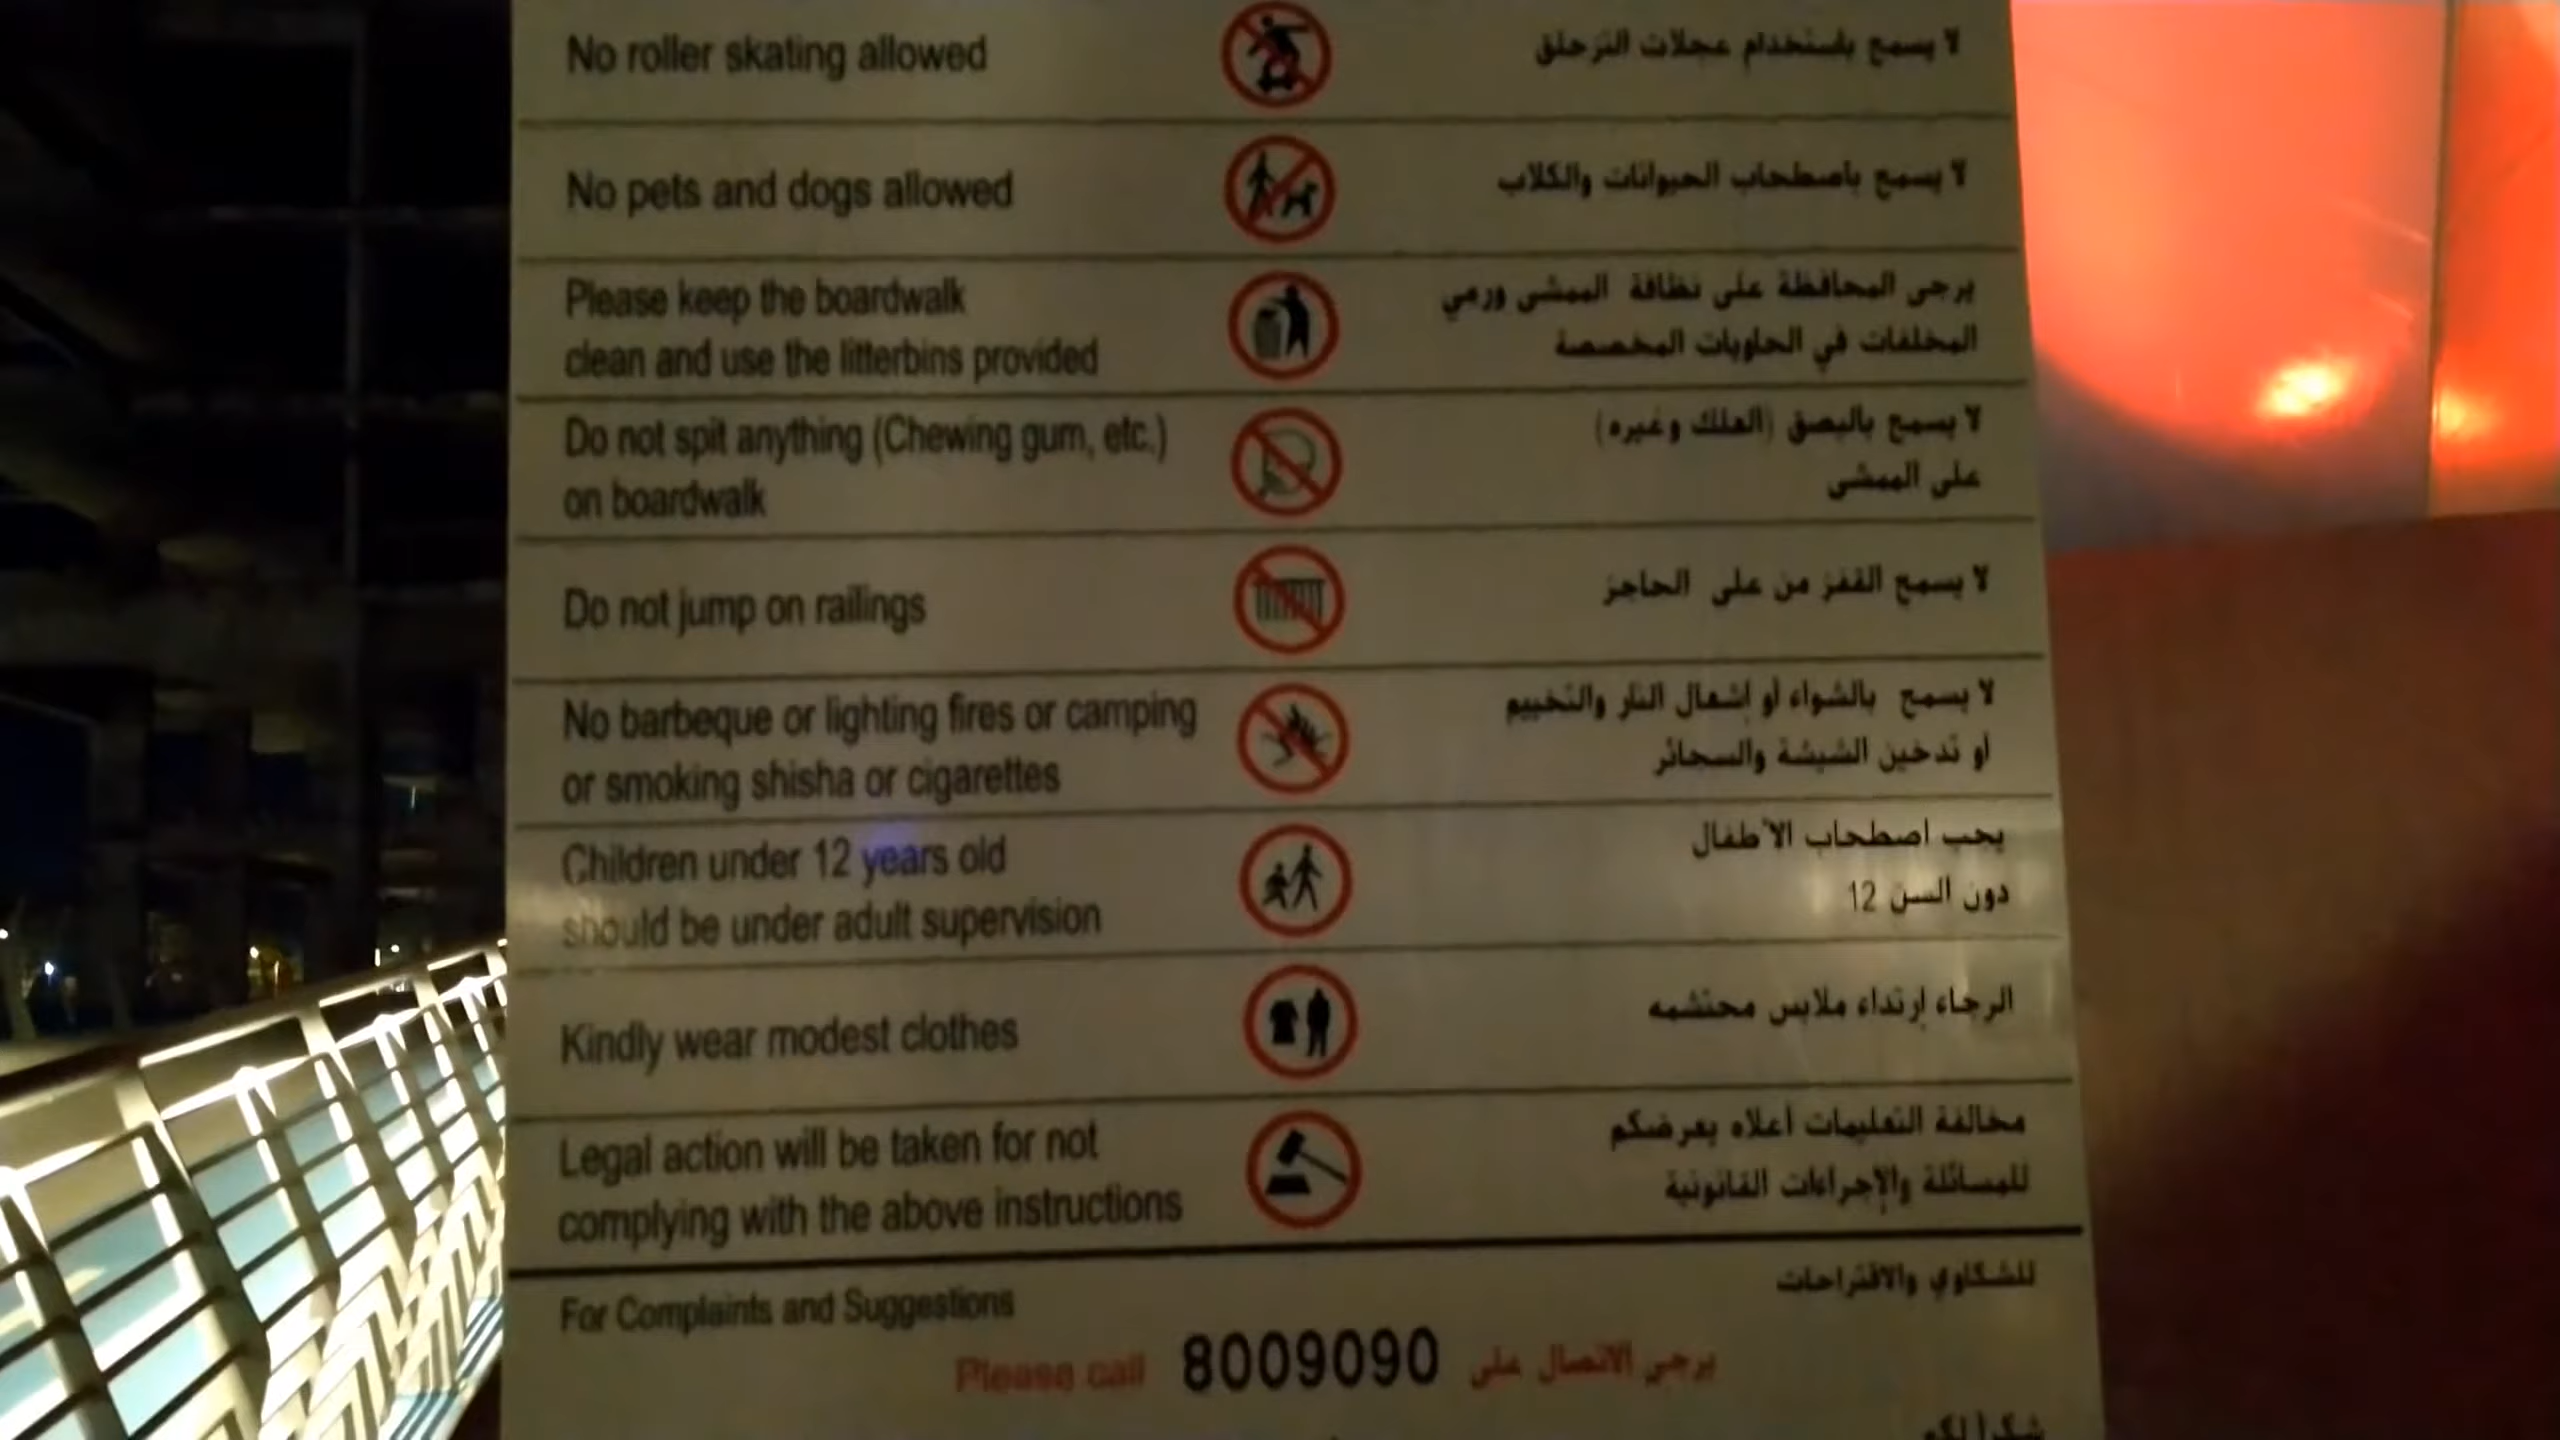 No roller skating allowed
لا يسمح باستخدام عجلات التزحلق
No pets and dogs allowed
لا يسمح بأصطحاب الحيوانات والكلاب
Please keep the boardwalk
clean and use the litterbins provided
يرجى المحافظة على نظافة الممشى ورمي
المخلفات في الحاويات المخصصة
Do not spit anything (Chewing gum, etc.)
on boardwalk
لا يسمح بالبصق (العلك وغيره)
على الممشى
Do not jump on railings
لا يسمح القفز من على الحاجز
No barbeque or lighting fires or camping
or smoking shisha or cigarettes
لا يسمح بالشواء أو إشعال النار والتخييم
أو تدخين الشيشة والسجائر
Children under 12 years old
should be under adult supervision
يجب اصطحاب الأطفال
دون السن 12
Kindly wear modest clothes
الرجاء إرتداء ملابس محتشمه
Legal action will be taken for not
complying with the above instructions
مخالفة التعليمات أعلاه يعرضكم
للمسائلة والإجراءات القانونية
For Complaints and Suggestions
للشكاوي والاقتراحات
Please call 8009090 يرجى الاتصال على
شكراً لكم